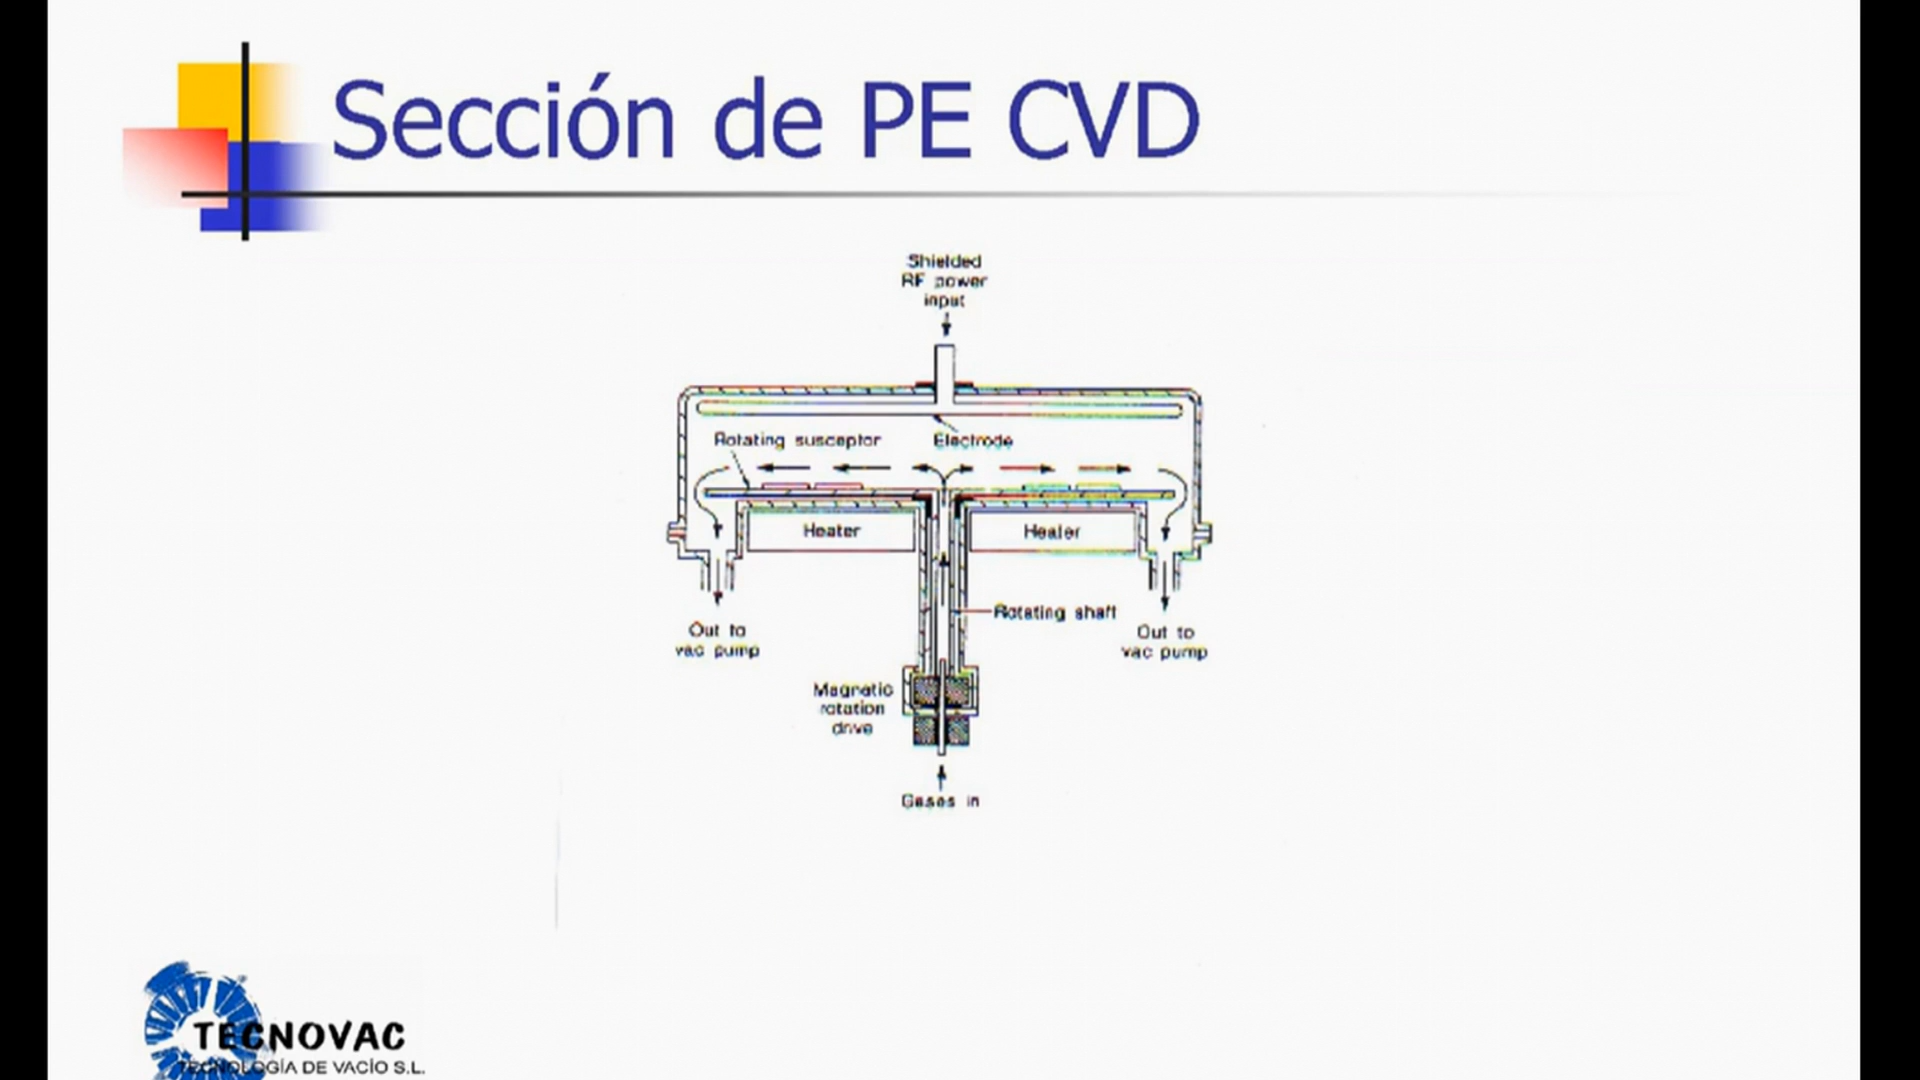 Sección de PE CVD
Shielded
RF power
input
Rotating susceptor
Electrode
Heater
Heater
Rotating shaft
Out to
vac pump
Out to
vac pump
Magnetic
rotation
drive
Gases in
TECNOVAC
TECNOLOGÍA DE VACÍO S.L.